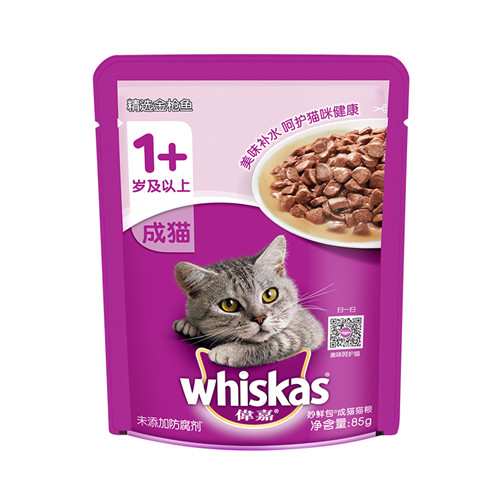 精选金枪鱼
1+
岁及以上
成猫
美味补水 呵护猫咪健康
扫一扫
美味呵护猫
whiskas®
偉嘉®
未添加防腐剂
妙鲜包®成猫猫粮
净含量:85g